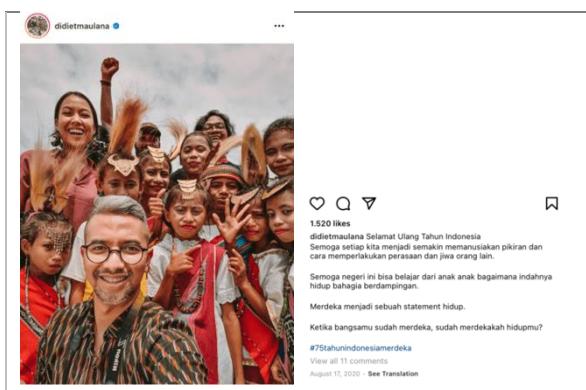 didietmaulana
1.520 likes
didietmaulana Selamat Ulang Tahun Indonesia
Semoga setiap kita menjadi semakin memanusiakan pikiran dan
cara memperlakukan perasaan dan jiwa orang lain.
Semoga negeri ini bisa belajar dari anak anak bagaimana indahnya
hidup bahagia berdampingan.
Merdeka menjadi sebuah statement hidup.
Ketika bangsamu sudah merdeka, sudah merdekakah hidupmu?
#75tahunindonesiamerdeka
View all 11 comments
August 17, 2020 · See Translation